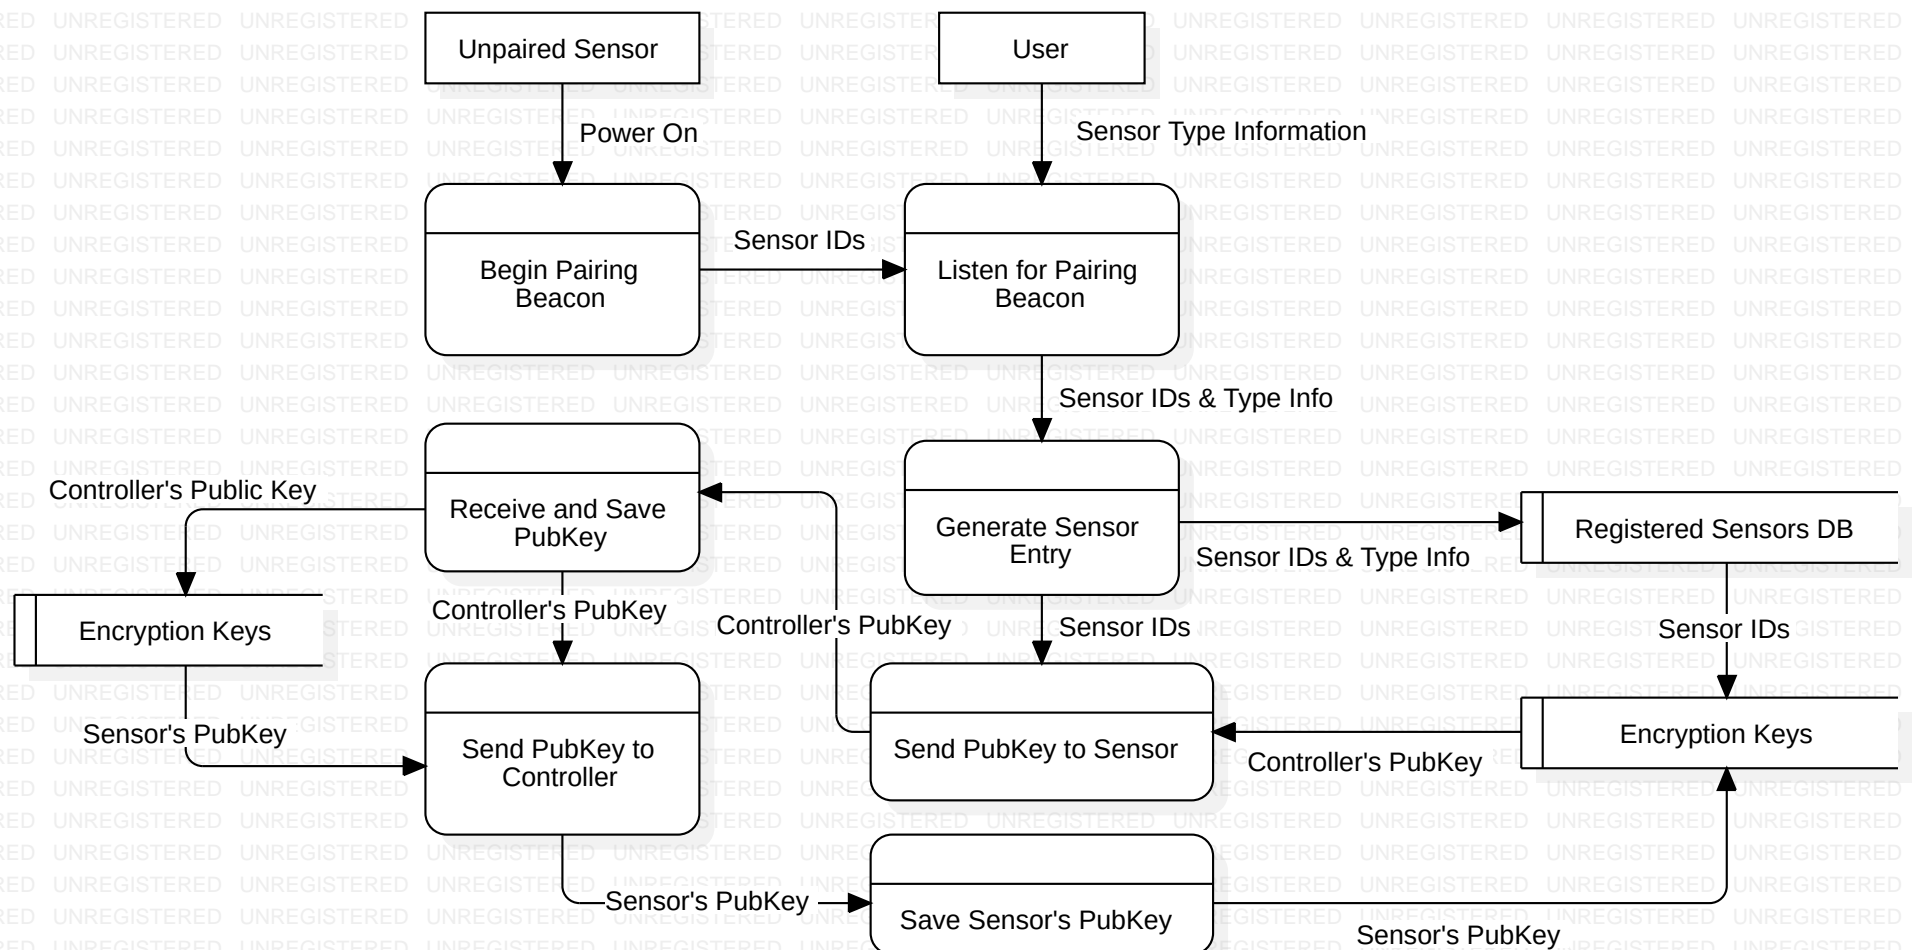 Unpaired Sensor
User
Power On
Sensor Type Information
Sensor IDs
Begin Pairing
Beacon
Listen for Pairing
Beacon
Sensor IDs & Type Info
Controller's Public Key
Receive and Save
PubKey
Generate Sensor
Entry
Registered Sensors DB
Sensor IDs & Type Info
Encryption Keys
Controller's PubKey
Controller's PubKey
Sensor IDs
Sensor IDs
Sensor's PubKey
Send PubKey to
Controller
Send PubKey to Sensor
Encryption Keys
Controller's PubKey
Sensor's PubKey
Save Sensor's PubKey
Sensor's PubKey
UNREGISTERED